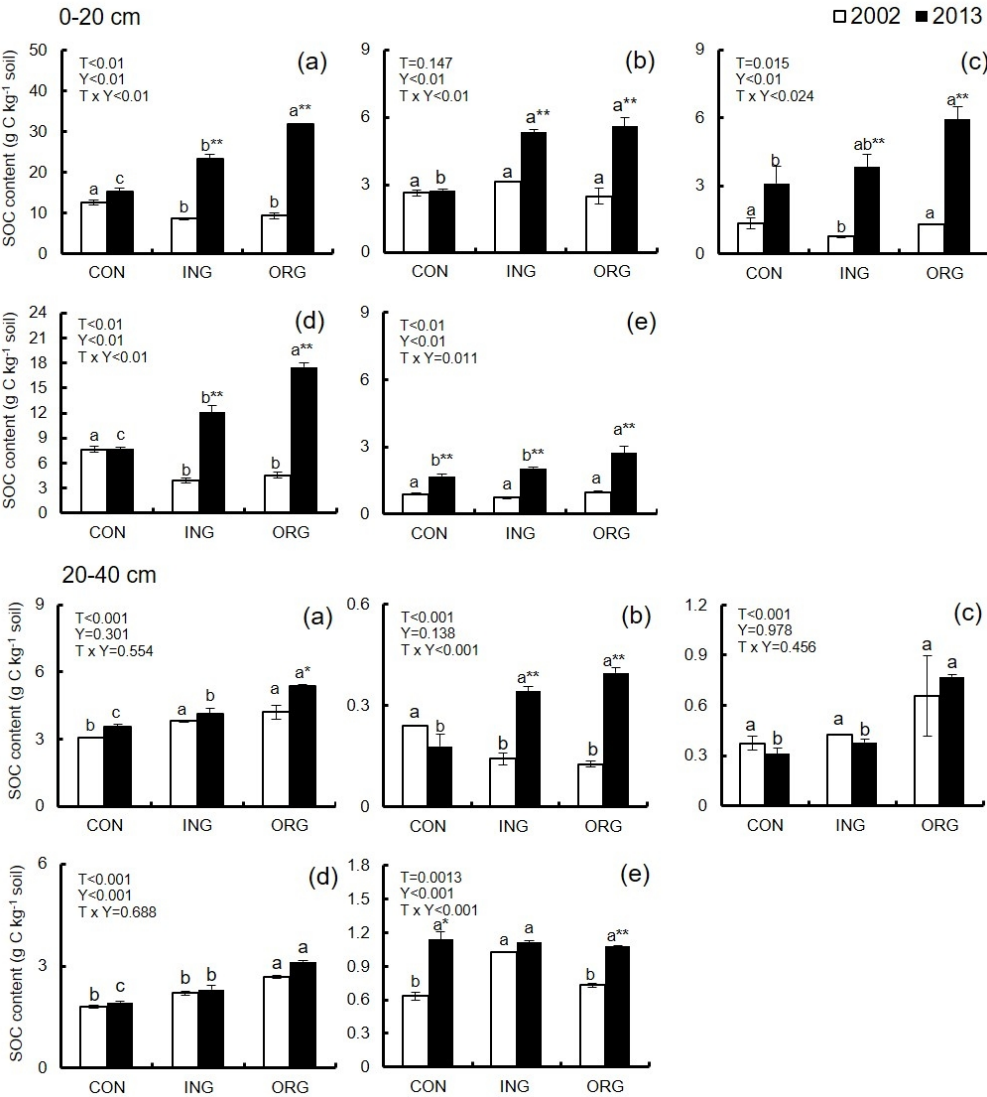 0-20 cm
2002 2013
SOC content (g C kg-1 soil)
50
40
30
20
10
0
T<0.01
Y<0.01
T x Y<0.01
(a)
a c b b** b a**
CON ING ORG
9
6
3
0
T=0.147
Y<0.01
T x Y<0.01
(b)
a b a a** a a**
CON ING ORG
9
6
3
0
T=0.015
Y<0.01
T x Y<0.024
(c)
a b b ab** a a**
CON ING ORG
SOC content (g C kg-1 soil)
24
21
18
15
12
9
6
3
0
T<0.01
Y<0.01
T x Y<0.01
(d)
a c b b** b a**
CON ING ORG
9
6
3
0
T<0.01
Y<0.01
T x Y=0.011
(e)
a b** a b** a a**
CON ING ORG
20-40 cm
SOC content (g C kg-1 soil)
9
6
3
0
T<0.001
Y=0.301
T x Y=0.554
(a)
b c a b a a*
CON ING ORG
0.6
0.3
0
T<0.001
Y=0.138
T x Y<0.001
(b)
a b b a** b a**
CON ING ORG
1.2
0.9
0.6
0.3
0
T<0.001
Y=0.978
T x Y=0.456
(c)
a b a b a a
CON ING ORG
SOC content (g C kg-1 soil)
6
3
0
T<0.001
Y<0.001
T x Y=0.688
(d)
b c b b a a
CON ING ORG
1.8
1.5
1.2
0.9
0.6
0.3
0
T=0.0013
Y<0.001
T x Y<0.001
(e)
b a* a a b a**
CON ING ORG